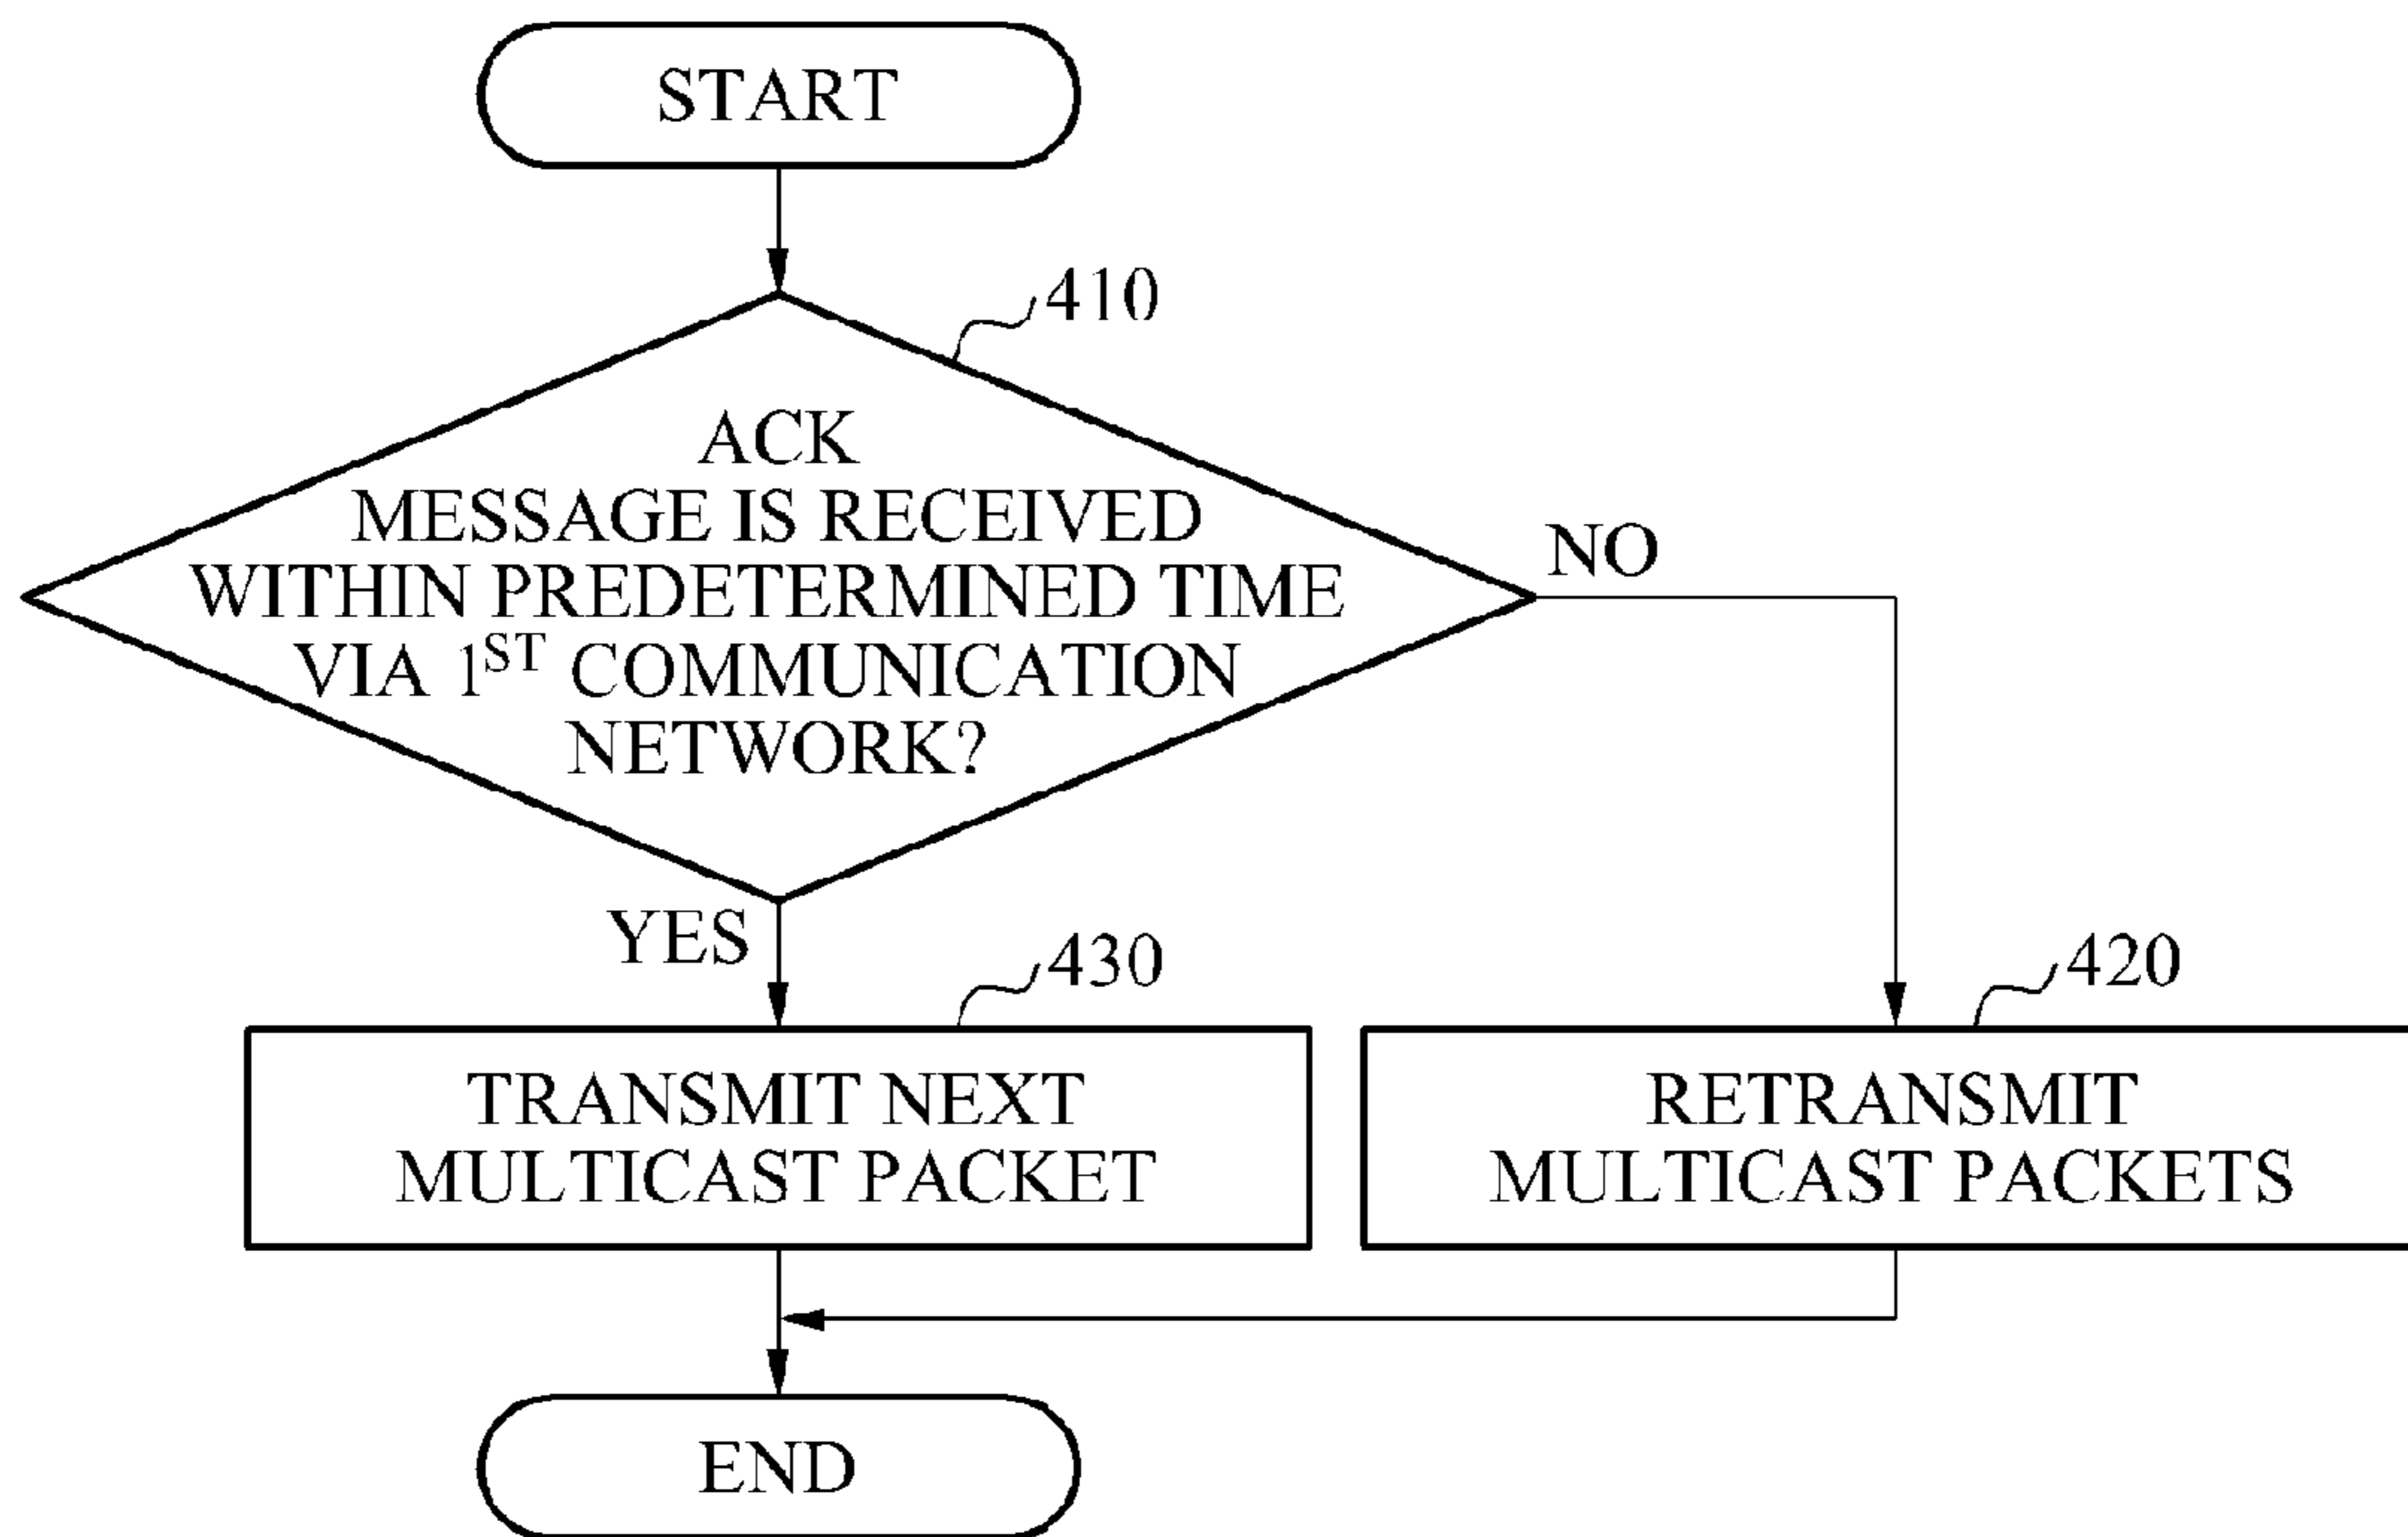 START
410
ACK
MESSAGE IS RECEIVED
WITHIN PREDETERMINED TIME
VIA 1ST COMMUNICATION
NETWORK?
NO
YES
430
TRANSMIT NEXT
MULTICAST PACKET
420
RETRANSMIT
MULTICAST PACKETS
END